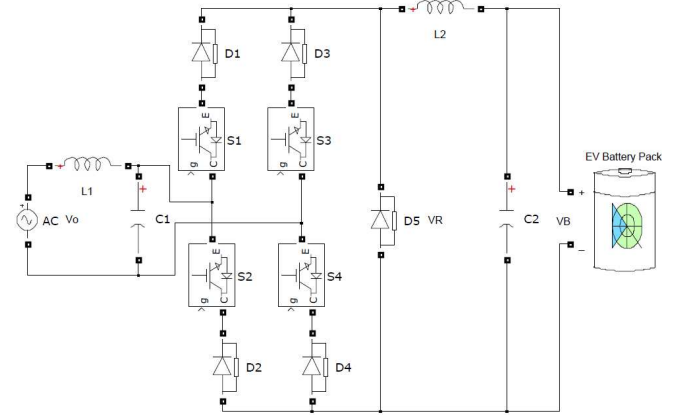 L2
D1
D3
E
E
S1
S3
g
C
g
C
EV Battery Pack
+
L1
+
+
+
+
AC
Vo
C1
D5
VR
C2
VB
+
−
E
E
S2
S4
g
C
g
C
D2
D4